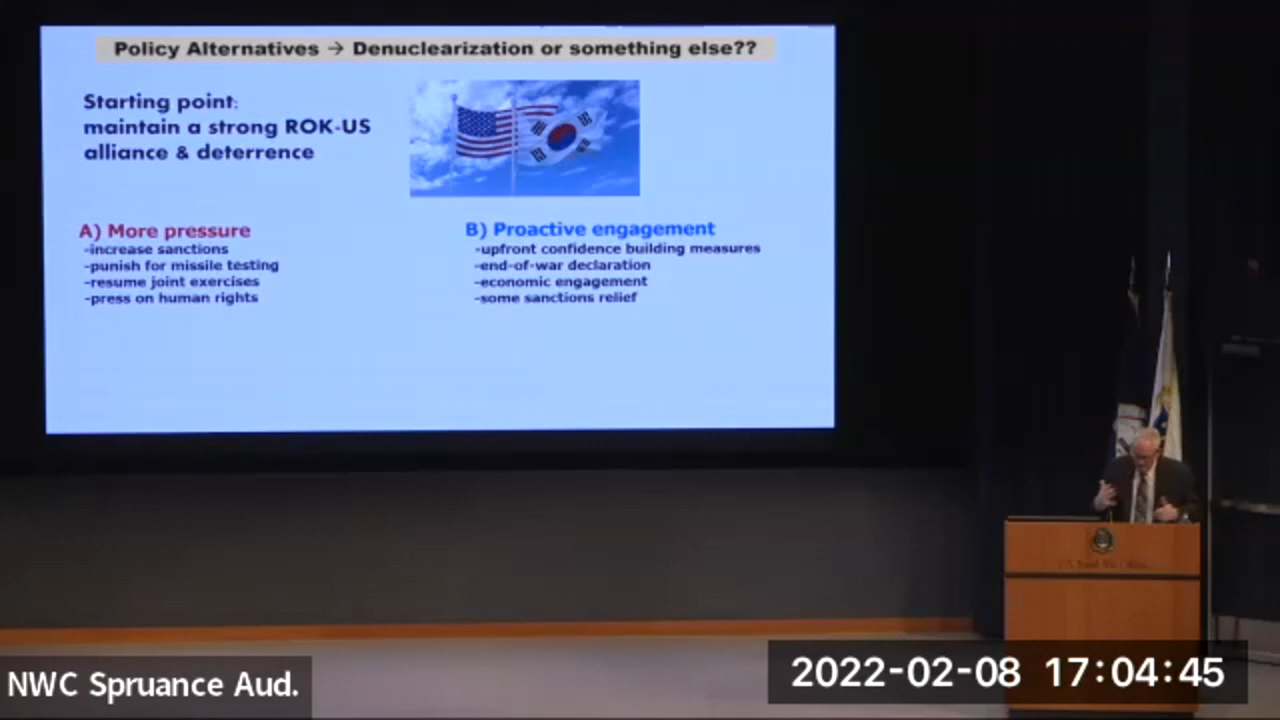 Policy Alternatives → Denuclearization or something else??
Starting point:
maintain a strong ROK-US
alliance & deterrence
A) More pressure
-increase sanctions
-punish for missile testing
-resume joint exercises
-press on human rights
B) Proactive engagement
-upfront confidence building measures
-end-of-war declaration
-economic engagement
-some sanctions relief
NWC Spruance Aud.
2022-02-08 17:04:45